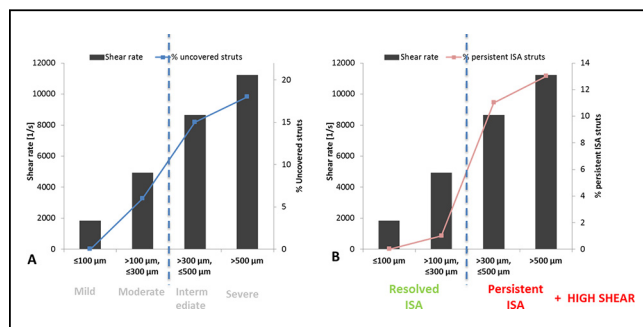 Shear rate
% uncovered struts
12000
10000
8000
6000
4000
2000
0
Shear rate [1/s]
20
15
10
5
0
% Uncovered struts
A
≤100 µm
>100 µm,
≤300 µm
>300 µm,
≤500 µm
>500 µm
Mild
Moderate
Interm
ediate
Severe
Shear rate
% persistent ISA struts
12000
10000
8000
6000
4000
2000
0
Shear rate [1/s]
14
12
10
8
6
4
2
0
% persistent ISA struts
B
≤100 µm
>100 µm,
≤300 µm
>300 µm,
≤500 µm
>500 µm
Resolved
ISA
Persistent
ISA
+ HIGH SHEAR